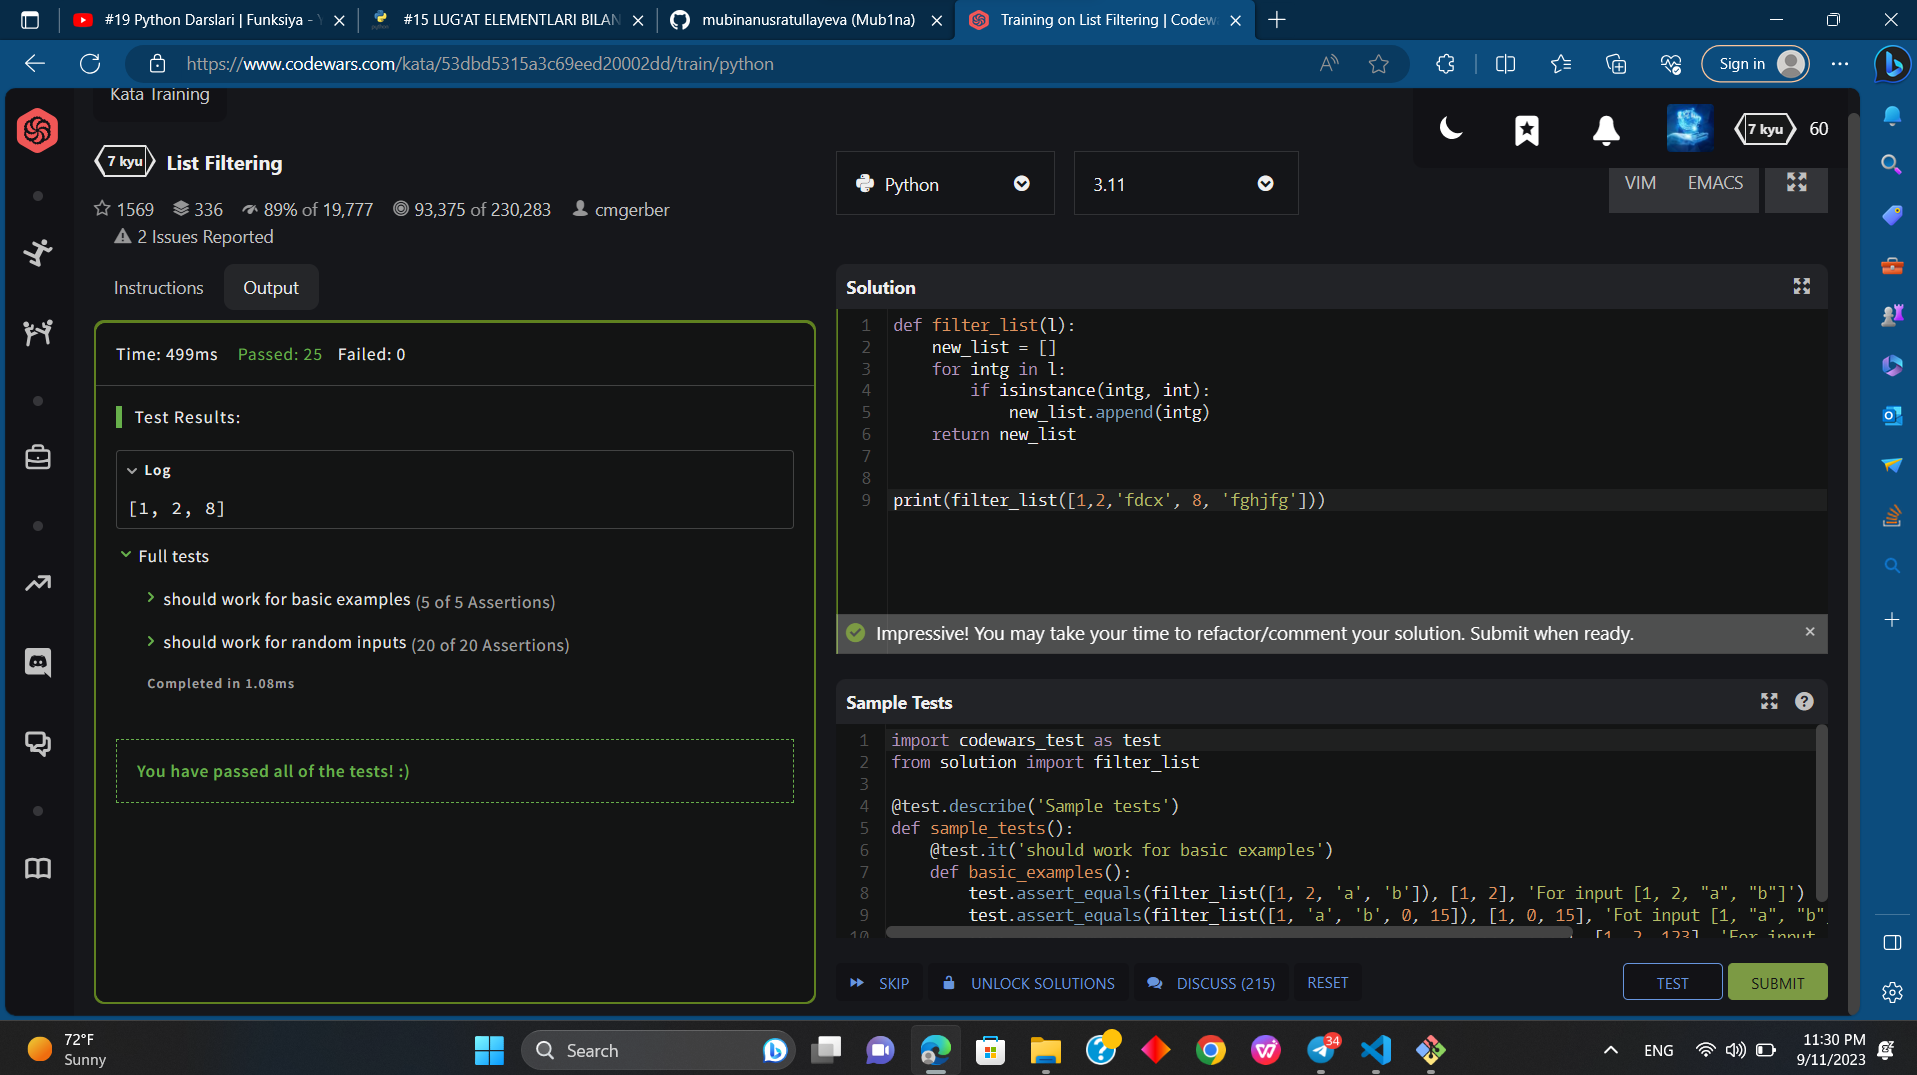 #19 Python Darslari | Funksiya -
#15 LUG'AT ELEMENTLARI BILAN
mubinanusratullayeva (Mub1na)
Training on List Filtering | Codew
https://www.codewars.com/kata/53dbd5315a3c69eed20002dd/train/python
Sign in
Kata Training
7 kyu
60
7 kyu List Filtering
1569 336 89% of 19,777 93,375 of 230,283 cmgerber
2 Issues Reported
Python
3.11
VIM EMACS
Instructions
Output
Time: 499ms Passed: 25 Failed: 0
Test Results:
Log
[1, 2, 8]
Full tests
should work for basic examples (5 of 5 Assertions)
should work for random inputs (20 of 20 Assertions)
Completed in 1.08ms
You have passed all of the tests! :)
Solution
1 def filter_list(l):
2     new_list = []
3     for intg in l:
4         if isinstance(intg, int):
5             new_list.append(intg)
6     return new_list
7
8
9 print(filter_list([1,2,'fdcx', 8, 'fghjfg']))
Impressive! You may take your time to refactor/comment your solution. Submit when ready.
Sample Tests
1 import codewars_test as test
2 from solution import filter_list
3
4 @test.describe('Sample tests')
5 def sample_tests():
6     @test.it('should work for basic examples')
7     def basic_examples():
8         test.assert_equals(filter_list([1, 2, 'a', 'b']), [1, 2], 'For input [1, 2, "a", "b"]')
9         test.assert_equals(filter_list([1, 'a', 'b', 0, 15]), [1, 0, 15], 'Fot input [1, "a", "b"
10 [1, 2, 123], 'For input
SKIP
UNLOCK SOLUTIONS
DISCUSS (215)
RESET
TEST
SUBMIT
72°F
Sunny
Search
34
ENG
11:30 PM
9/11/2023